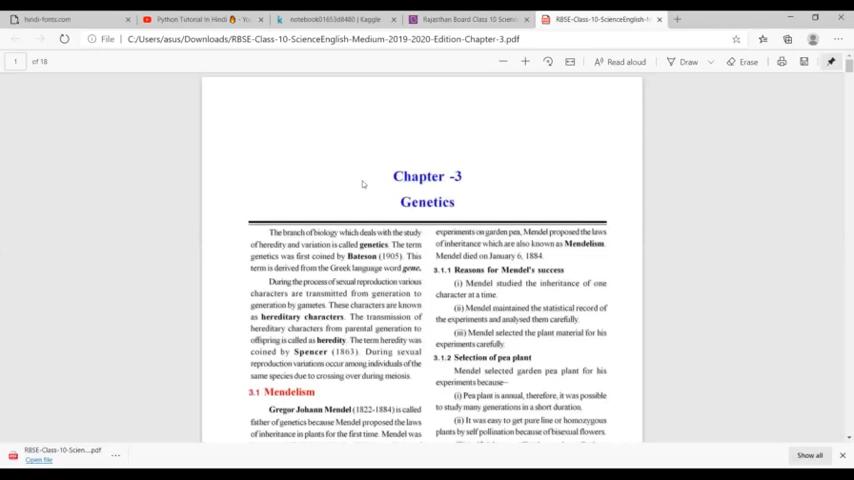 hindi-fonts.com
Python Tutorial In Hindi
notebook01653d8480 | Kaggle
Rajasthan Board Class 10 Science
RBSE-Class-10-ScienceEnglish-M
File
C:/Users/asus/Downloads/RBSE-Class-10-ScienceEnglish-Medium-2019-2020-Edition-Chapter-3.pdf
1 of 18
Read aloud
Draw
Erase
Chapter -3
Genetics
The branch of biology which deals with the study
of heredity and variation is called genetics. The term
genetics was first coined by Bateson (1905). This
term is derived from the Greek language word gene.
During the process of sexual reproduction various
characters are transmitted from generation to
generation by gametes. These characters are known
as hereditary characters. The transmission of
hereditary characters from parental generation to
offspring is called as heredity. The term heredity was
coined by Spencer (1863). During sexual
reproduction variations occur among individuals of the
same species due to crossing over during meiosis.
3.1 Mendelism
Gregor Johann Mendel (1822-1884) is called
father of genetics because Mendel proposed the laws
of inheritance in plants for the first time. Mendel was
experiments on garden pea, Mendel proposed the laws
of inheritance which are also known as Mendelism.
Mendel died on January 6, 1884.
3.1.1 Reasons for Mendel's success
(i) Mendel studied the inheritance of one
character at a time.
(ii) Mendel maintained the statistical record of
the experiments and analysed them carefully.
(iii) Mendel selected the plant material for his
experiments carefully.
3.1.2 Selection of pea plant
Mendel selected garden pea plant for his
experiments because–
(i) Pea plant is annual, therefore, it was possible
to study many generations in a short duration.
(ii) It was easy to get pure line or homozygous
plants by self pollination because of bisexual flowers.
RBSE-Class-10-Scien....pdf
Open file
Show all